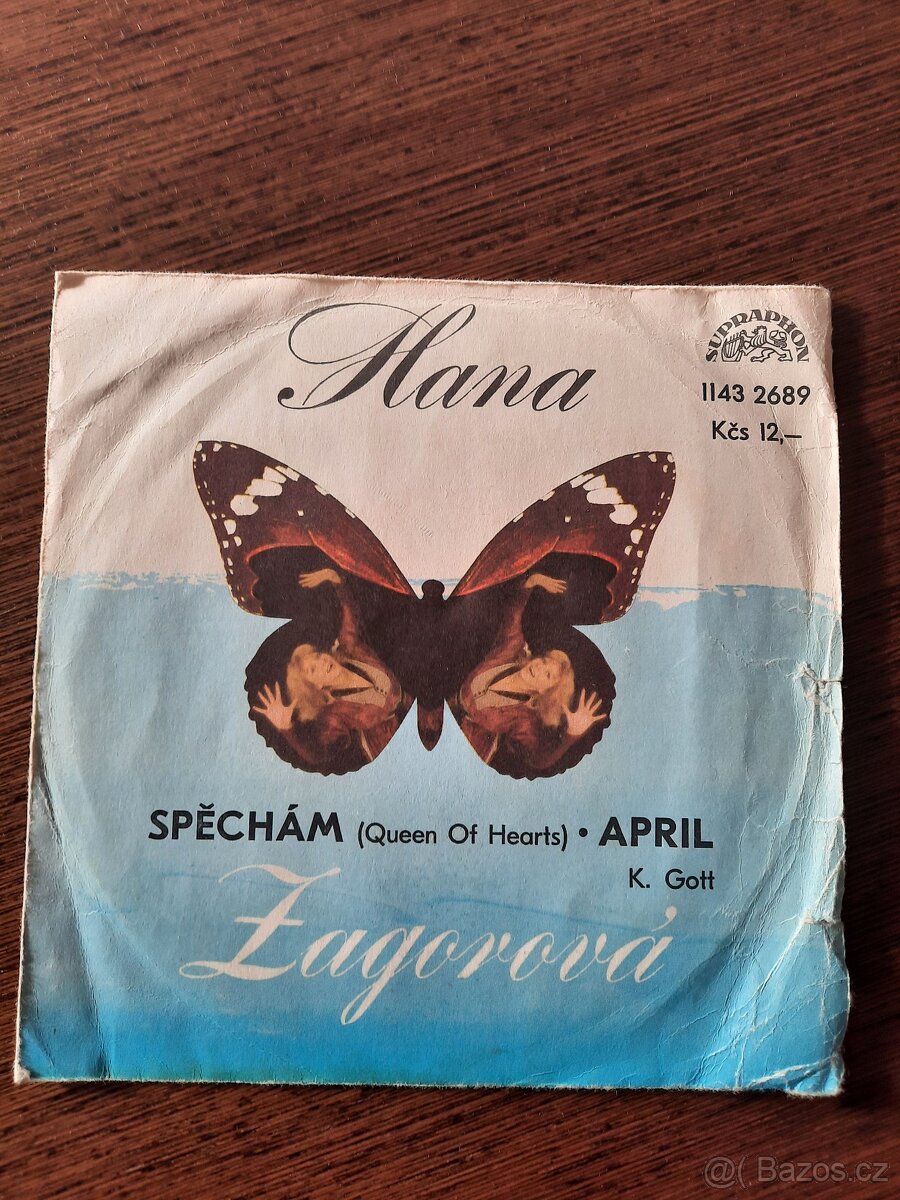 Hana
SUPRAPHON
1143 2689
Kčs 12,—
SPĚCHÁM (Queen Of Hearts) • APRIL
K. Gott
Zagorová
@( Bazos.cz